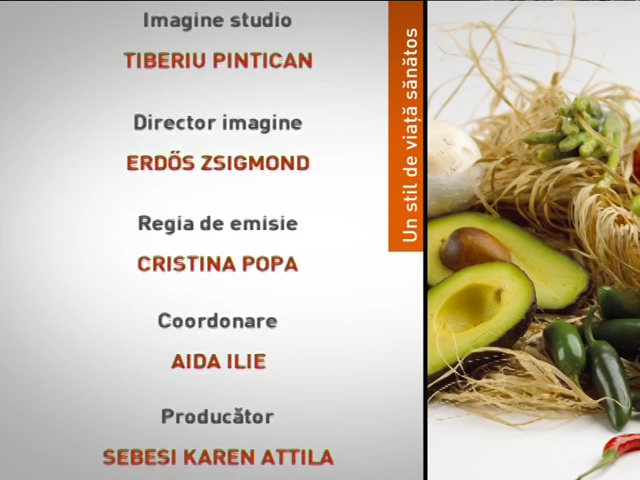 Imagine studio
TIBERIU PINTICAN
Director imagine
ERDŐS ZSIGMOND
Regia de emisie
CRISTINA POPA
Coordonare
AIDA ILIE
Producător
SEBESI KAREN ATTILA
Un stil de viață sănătos